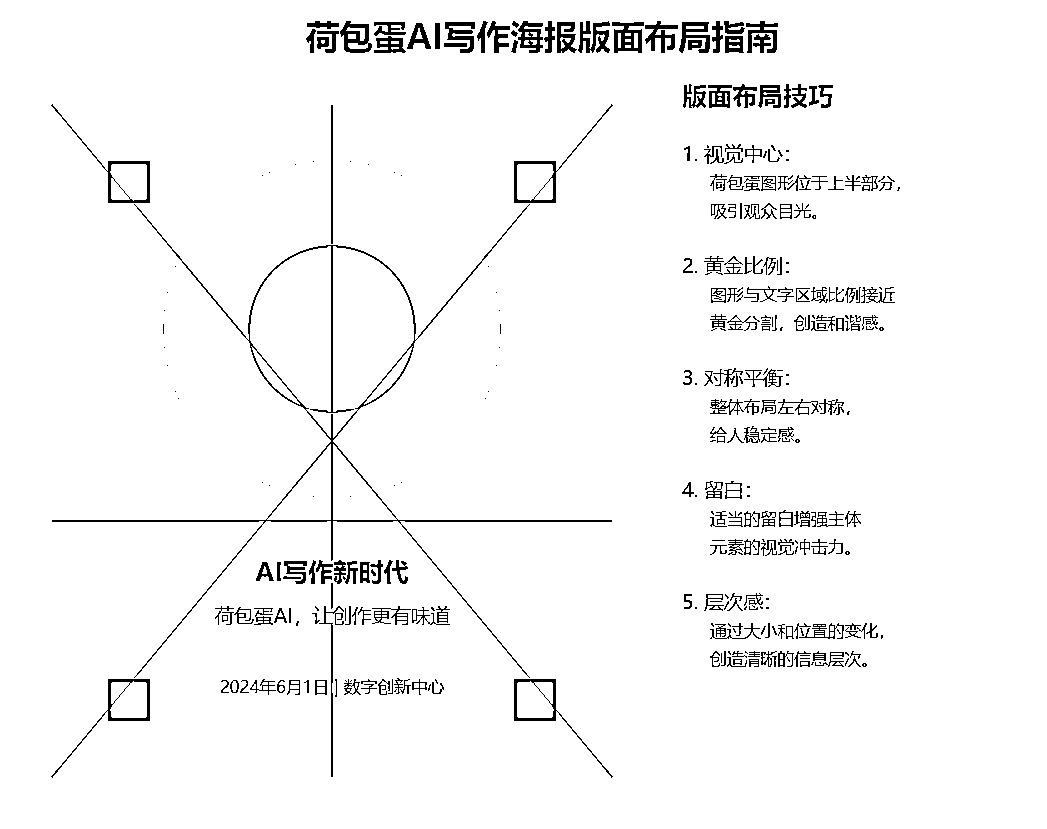 荷包蛋AI写作海报版面布局指南
AI写作新时代
荷包蛋AI，让创作更有味道
2024年6月1日 | 数字创新中心
版面布局技巧
1. 视觉中心：
荷包蛋图形位于上半部分，
吸引观众目光。
2. 黄金比例：
图形与文字区域比例接近
黄金分割，创造和谐感。
3. 对称平衡：
整体布局左右对称，
给人稳定感。
4. 留白：
适当的留白增强主体
元素的视觉冲击力。
5. 层次感：
通过大小和位置的变化，
创造清晰的信息层次。